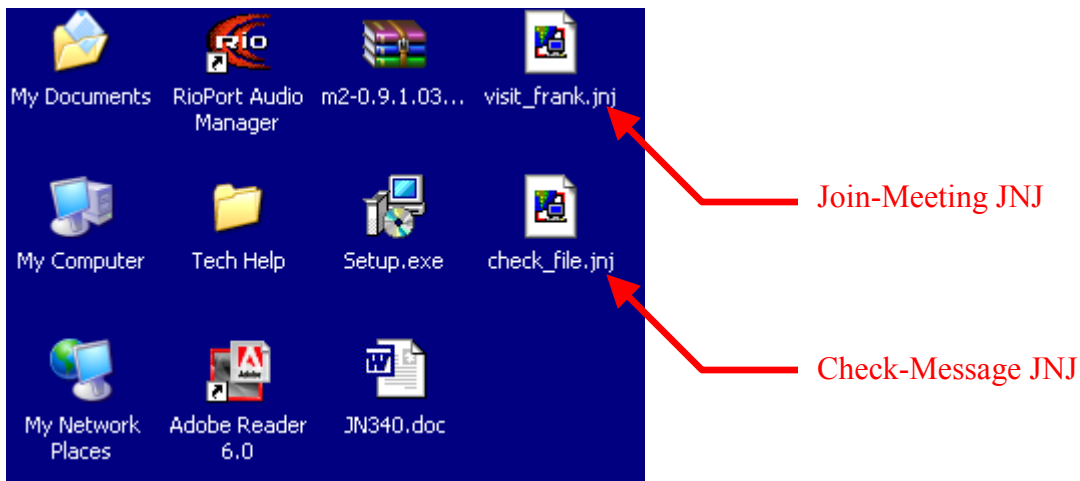 Rio
My Documents
RioPort Audio
Manager
m2-0.9.1.03...
visit_frank.jnj
Join-Meeting JNJ
My Computer
Tech Help
Setup.exe
check_file.jnj
Check-Message JNJ
W
Adobe
My Network
Places
Adobe Reader
6.0
JN340.doc